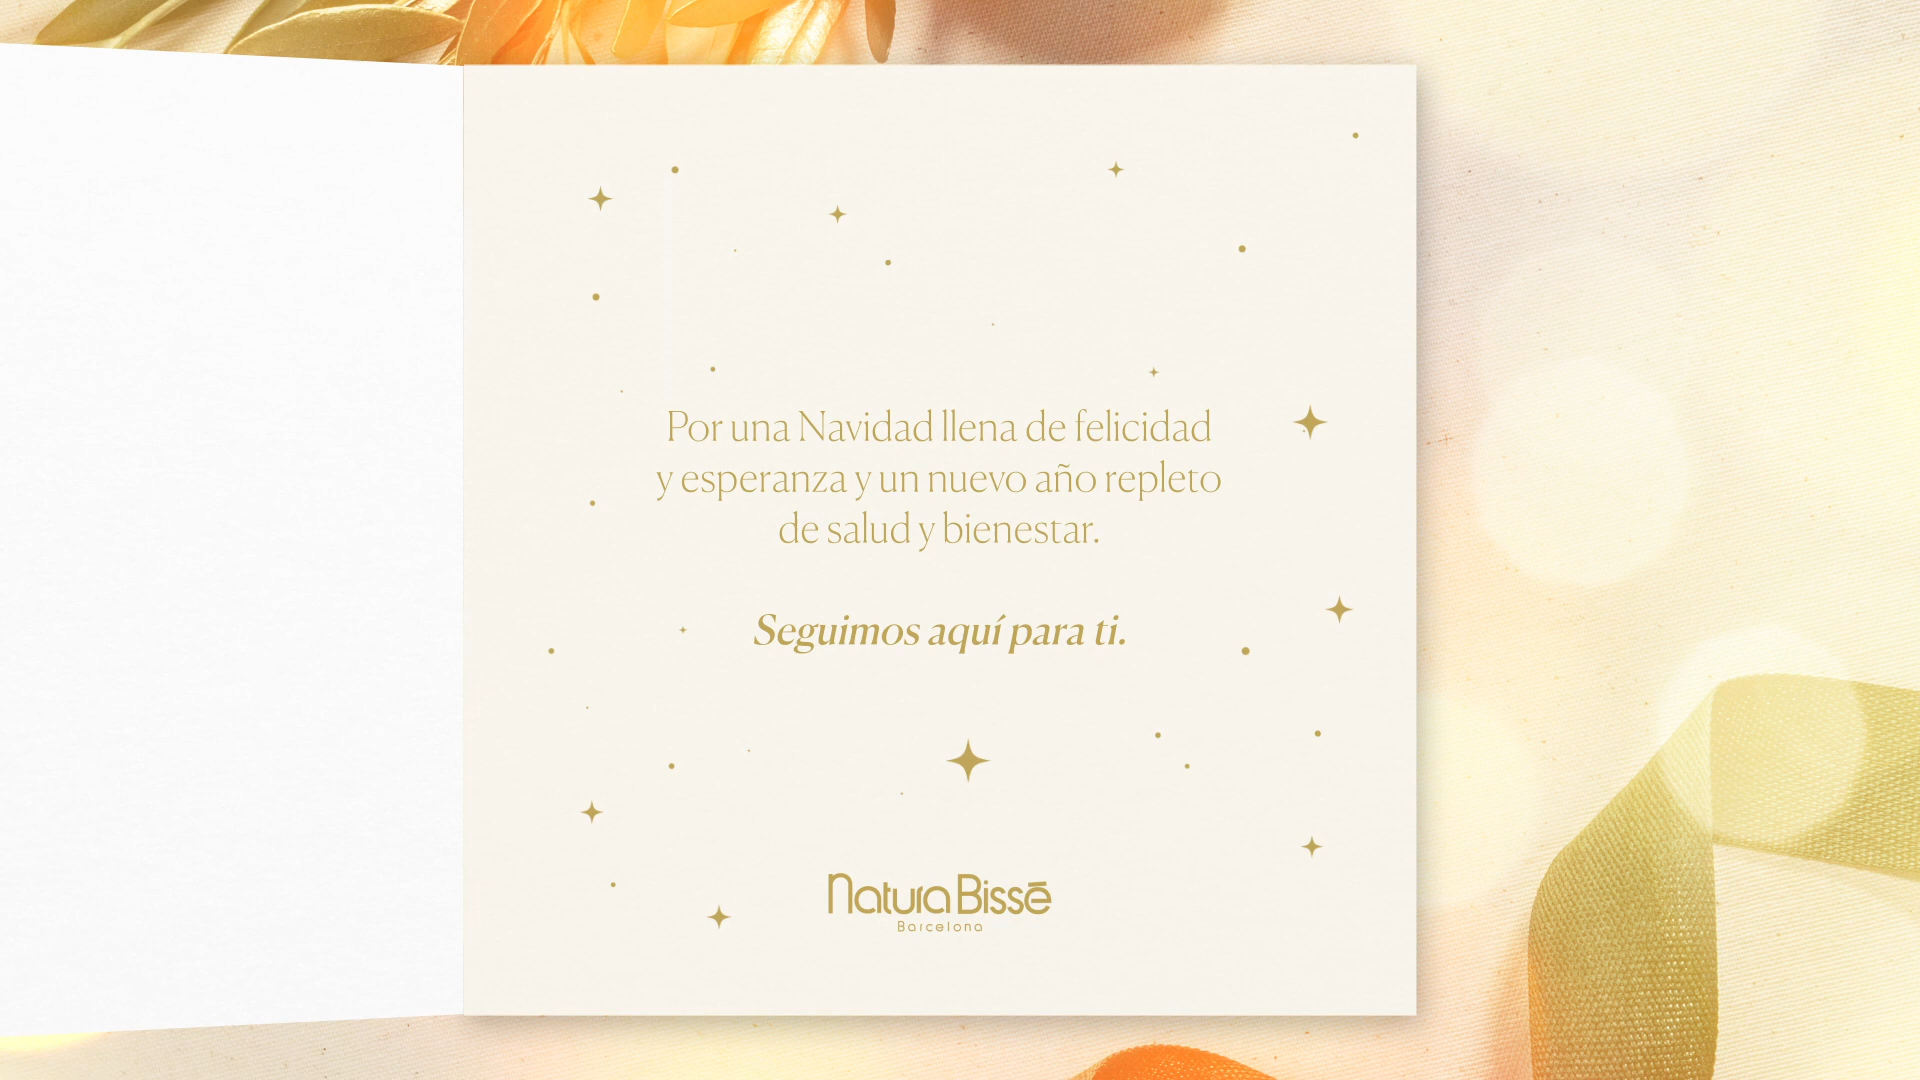 Por una Navidad llena de felicidad
y esperanza y un nuevo año repleto
de salud y bienestar.
Seguimos aquí para ti.
Natura Bissé
Barcelona